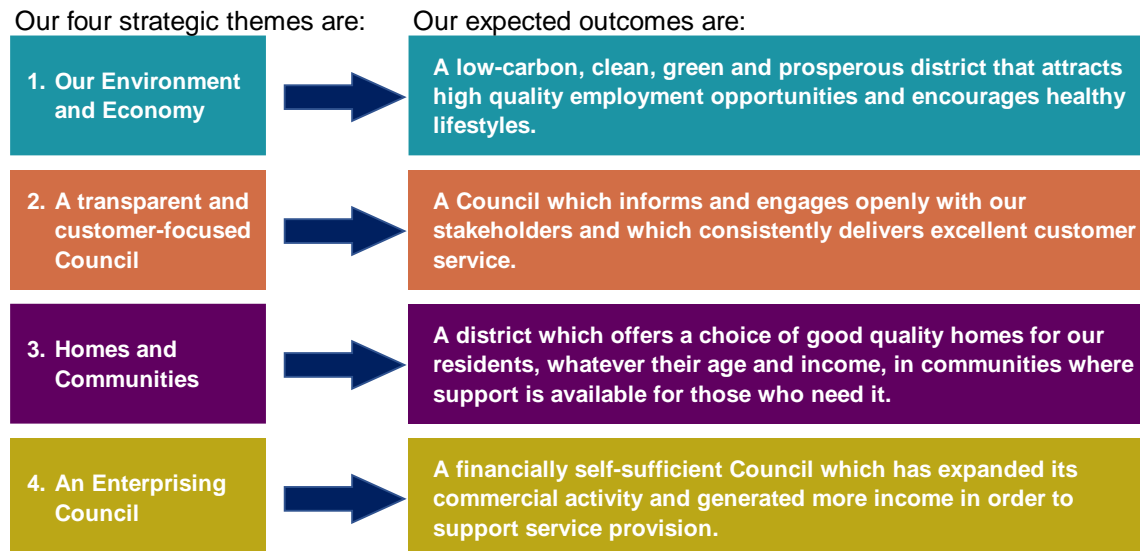 Our four strategic themes are:
Our expected outcomes are:
1. Our Environment
and Economy
A low-carbon, clean, green and prosperous district that attracts
high quality employment opportunities and encourages healthy
lifestyles.
2. A transparent and
customer-focused
Council
A Council which informs and engages openly with our
stakeholders and which consistently delivers excellent customer
service.
3. Homes and
Communities
A district which offers a choice of good quality homes for our
residents, whatever their age and income, in communities where
support is available for those who need it.
4. An Enterprising
Council
A financially self-sufficient Council which has expanded its
commercial activity and generated more income in order to
support service provision.